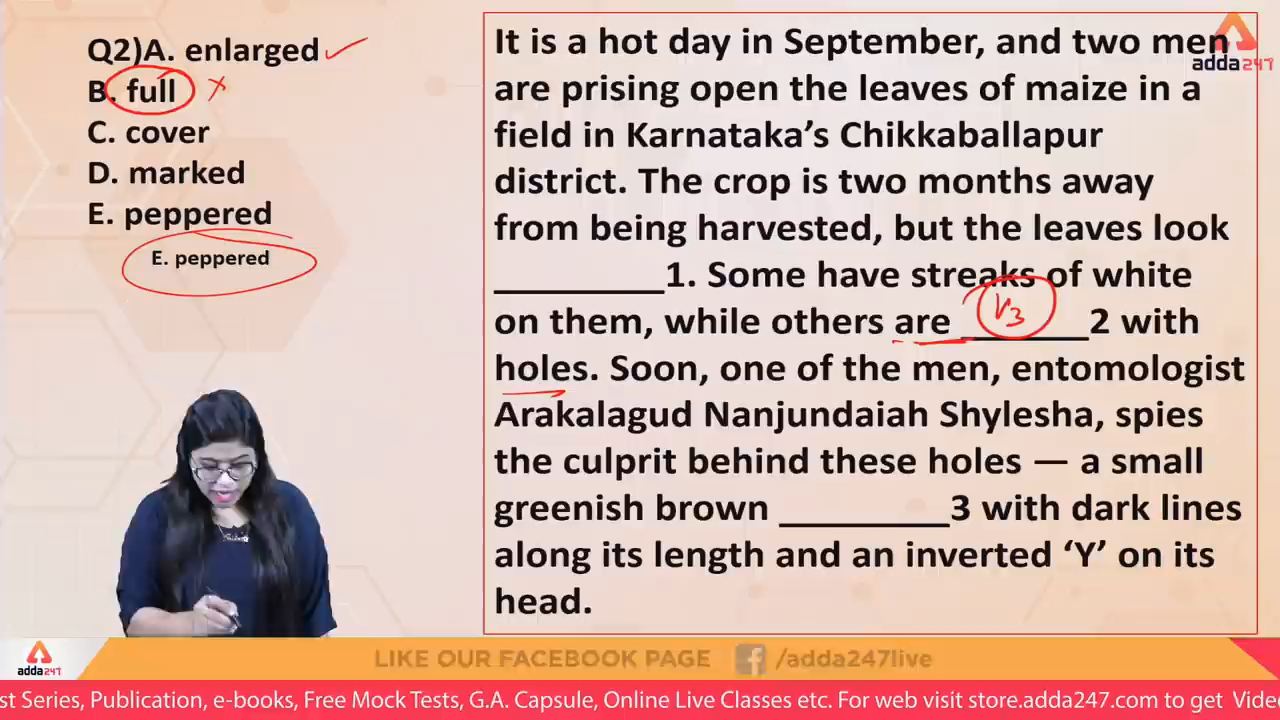 Q2)A. enlarged
B. full
C. cover
D. marked
E. peppered
E. peppered
It is a hot day in September, and two men
are prising open the leaves of maize in a
field in Karnataka’s Chikkaballapur
district. The crop is two months away
from being harvested, but the leaves look
_________1. Some have streaks of white
on them, while others are _______2 with
V3
holes. Soon, one of the men, entomologist
Arakalagud Nanjundaiah Shylesha, spies
the culprit behind these holes — a small
greenish brown _________3 with dark lines
along its length and an inverted ‘Y’ on its
head.
adda247
adda247
LIKE OUR FACEBOOK PAGE f /adda247live
st Series, Publication, e-books, Free Mock Tests, G.A. Capsule, Online Live Classes etc. For web visit store.adda247.com to get Vide